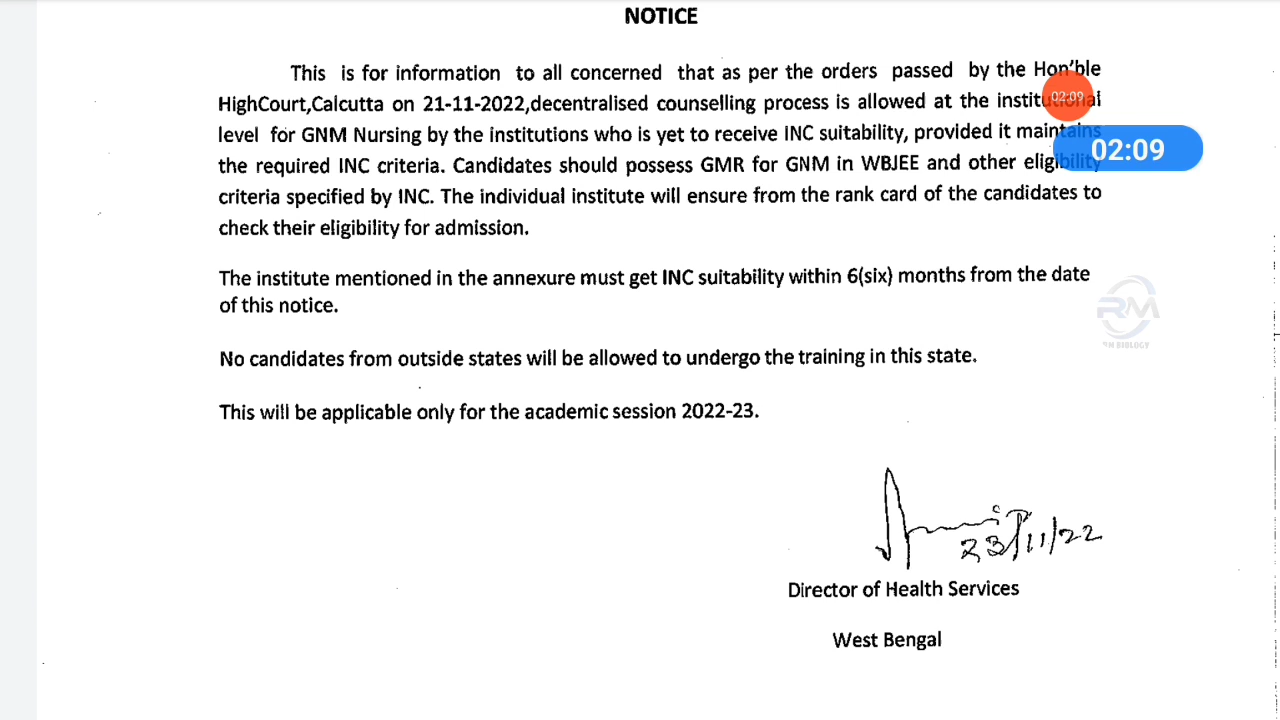 NOTICE
This is for information to all concerned that as per the orders passed by the Hon'ble
HighCourt,Calcutta on 21-11-2022,decentralised counselling process is allowed at the institutional
level for GNM Nursing by the institutions who is yet to receive INC suitability, provided it maintains
the required INC criteria. Candidates should possess GMR for GNM in WBJEE and other eligibility
criteria specified by INC. The individual institute will ensure from the rank card of the candidates to
check their eligibility for admission.
The institute mentioned in the annexure must get INC suitability within 6(six) months from the date
of this notice.
No candidates from outside states will be allowed to undergo the training in this state.
This will be applicable only for the academic session 2022-23.
23/11/22
Director of Health Services
West Bengal
02:09
02:09
RM
RM BIOLOGY